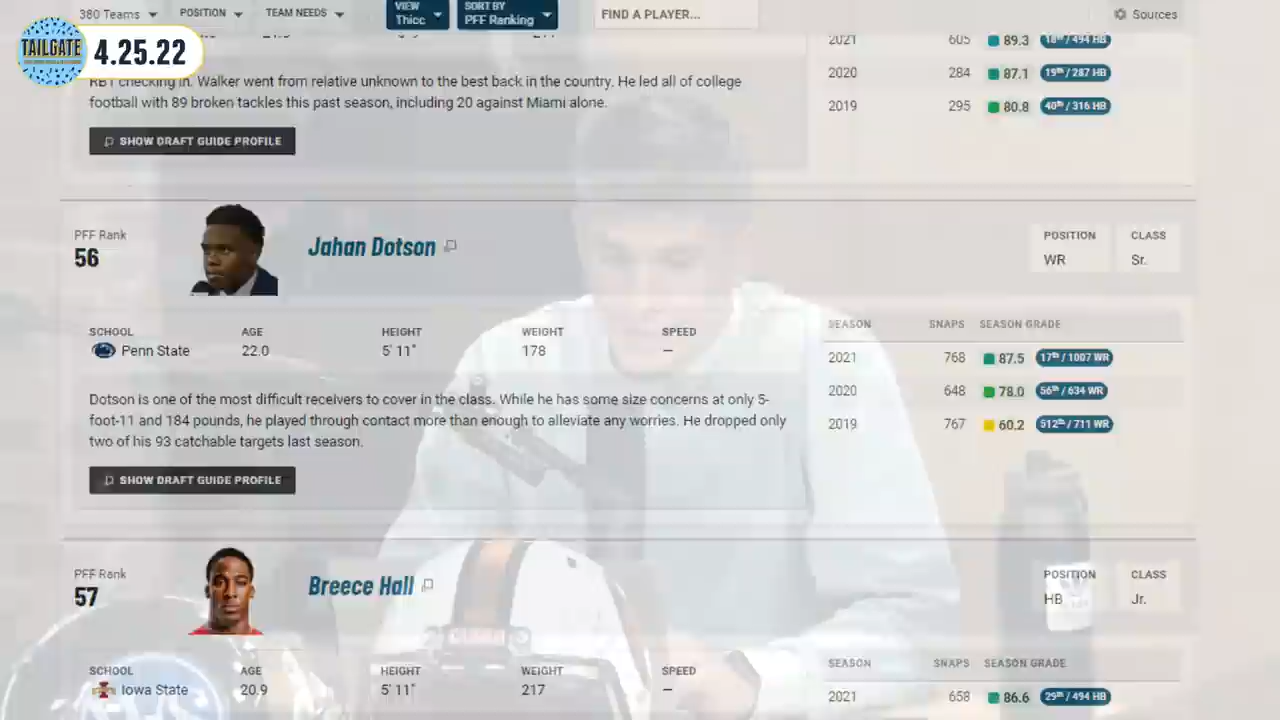 380 Teams POSITION TEAM NEEDS VIEW Thicc SORT BY PFF Ranking FIND A PLAYER... Sources
TAILGATE 4.25.22
2021 605 89.3 18th / 494 HB
RB1 checking in. Walker went from relative unknown to the best back in the country. He led all of college
2020 284 87.1 19th / 287 HB
football with 89 broken tackles this past season, including 20 against Miami alone.
2019 295 80.8 40th / 316 HB
SHOW DRAFT GUIDE PROFILE
PFF Rank
56
Jahan Dotson
POSITION CLASS
WR Sr.
SCHOOL AGE HEIGHT WEIGHT SPEED
Penn State 22.0 5' 11" 178 —
SEASON SNAPS SEASON GRADE
2021 768 87.5 17th / 1007 WR
2020 648 78.0 56th / 634 WR
2019 767 60.2 512th / 711 WR
Dotson is one of the most difficult receivers to cover in the class. While he has some size concerns at only 5-
foot-11 and 184 pounds, he played through contact more than enough to alleviate any worries. He dropped only
two of his 93 catchable targets last season.
SHOW DRAFT GUIDE PROFILE
PFF Rank
57
Breece Hall
POSITION CLASS
HB Jr.
SCHOOL AGE HEIGHT WEIGHT SPEED
Iowa State 20.9 5' 11" 217 —
SEASON SNAPS SEASON GRADE
2021 658 86.6 29th / 494 HB